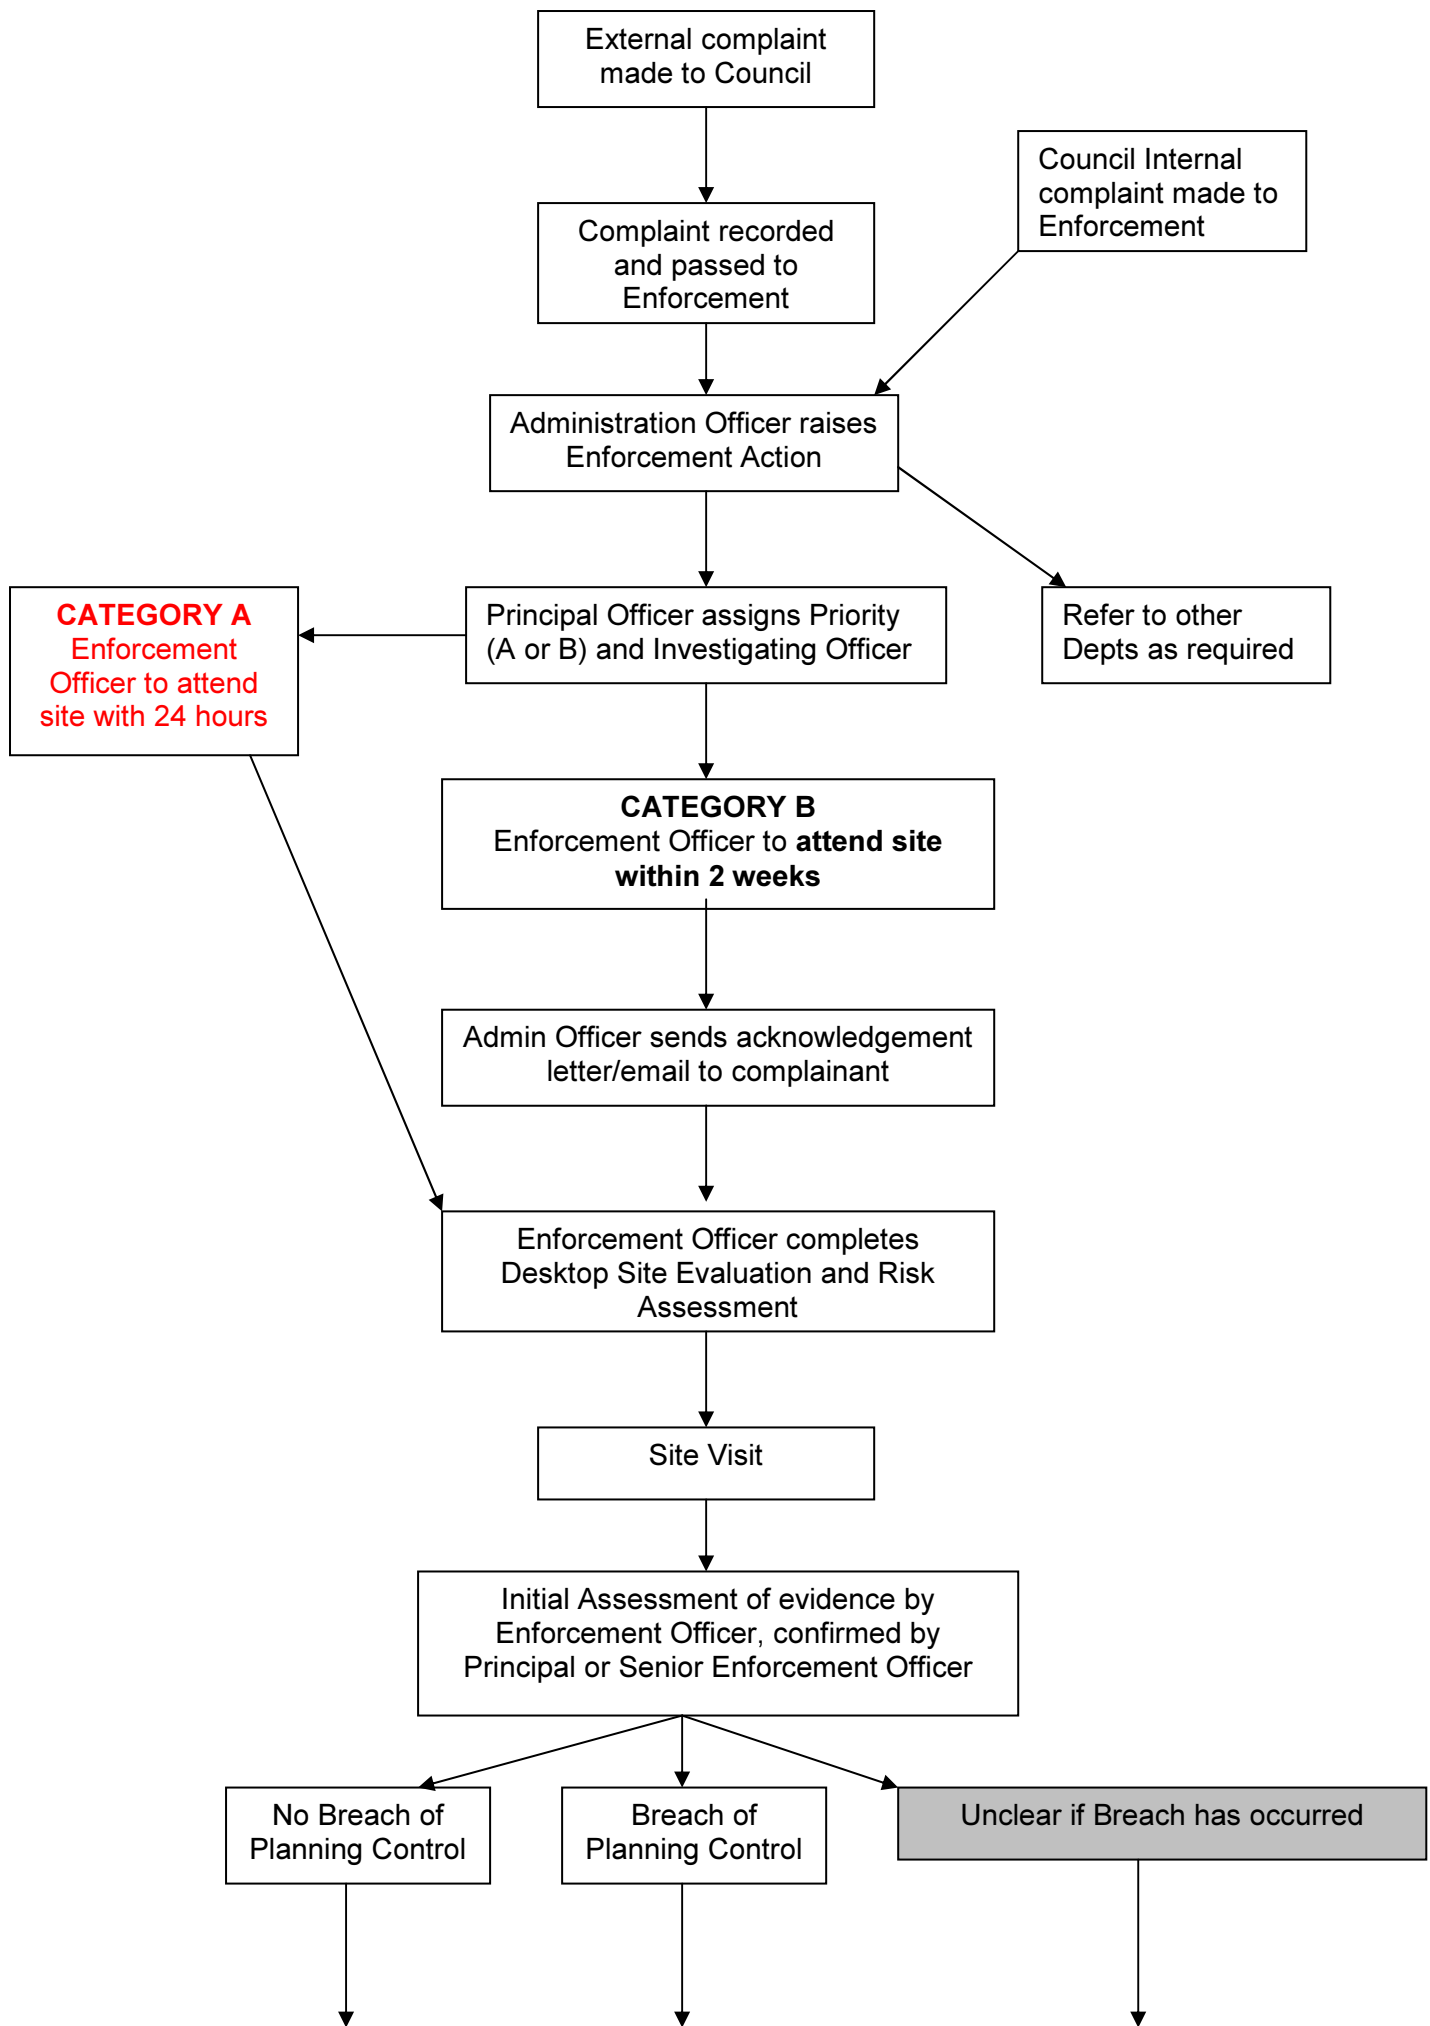 External complaint
made to Council
Council Internal
complaint made to
Enforcement
Complaint recorded
and passed to
Enforcement
Administration Officer raises
Enforcement Action
CATEGORY A
Enforcement
Officer to attend
site with 24 hours
Principal Officer assigns Priority
(A or B) and Investigating Officer
Refer to other
Depts as required
CATEGORY B
Enforcement Officer to attend site
within 2 weeks
Admin Officer sends acknowledgement
letter/email to complainant
Enforcement Officer completes
Desktop Site Evaluation and Risk
Assessment
Site Visit
Initial Assessment of evidence by
Enforcement Officer, confirmed by
Principal or Senior Enforcement Officer
No Breach of
Planning Control
Breach of
Planning Control
Unclear if Breach has occurred